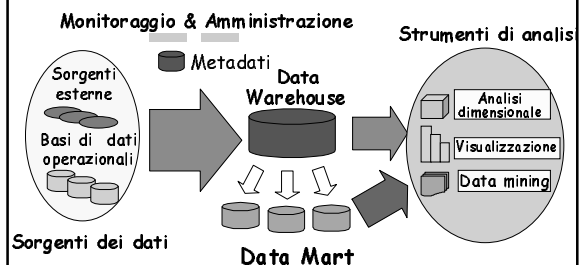 Monitoraggio & Amministrazione
Strumenti di analisi
Metadati
Sorgenti
esterne
Basi di dati
operazionali
Sorgenti dei dati
Data
Warehouse
Data Mart
Analisi
dimensionale
Visualizzazione
Data mining